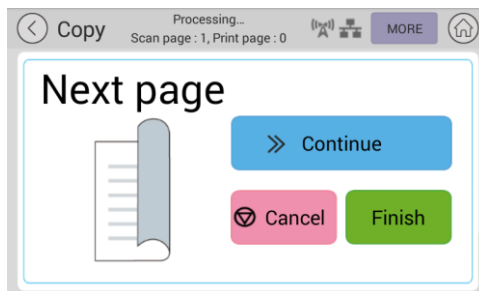 Copy
Processing...
Scan page : 1, Print page : 0
MORE
Next page
Continue
Cancel
Finish